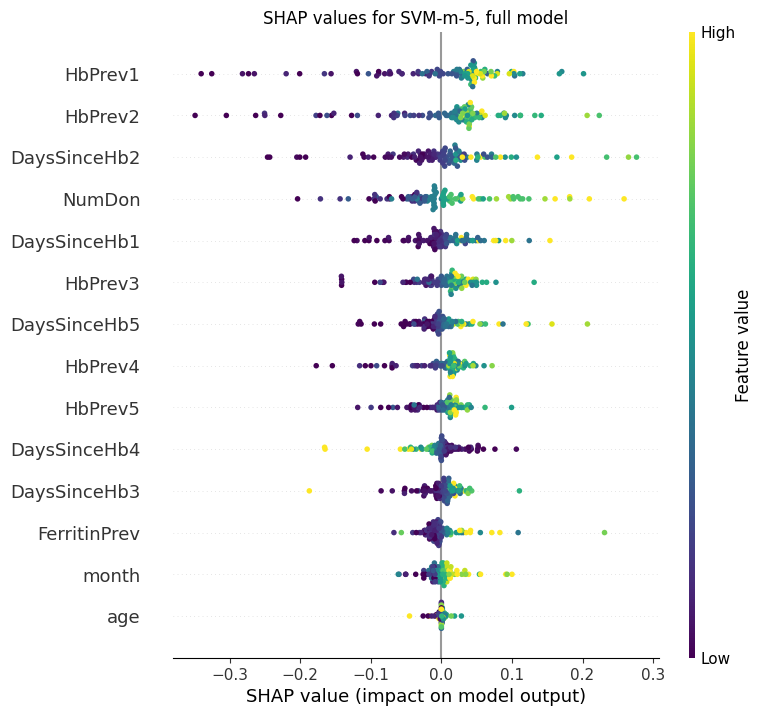 SHAP values for SVM-m-5, full model
High
HbPrev1
HbPrev2
DaysSinceHb2
NumDon
DaysSinceHb1
HbPrev3
DaysSinceHb5
HbPrev4
HbPrev5
DaysSinceHb4
DaysSinceHb3
FerritinPrev
month
age
Feature value
Low
−0.3 −0.2 −0.1 0.0 0.1 0.2 0.3
SHAP value (impact on model output)